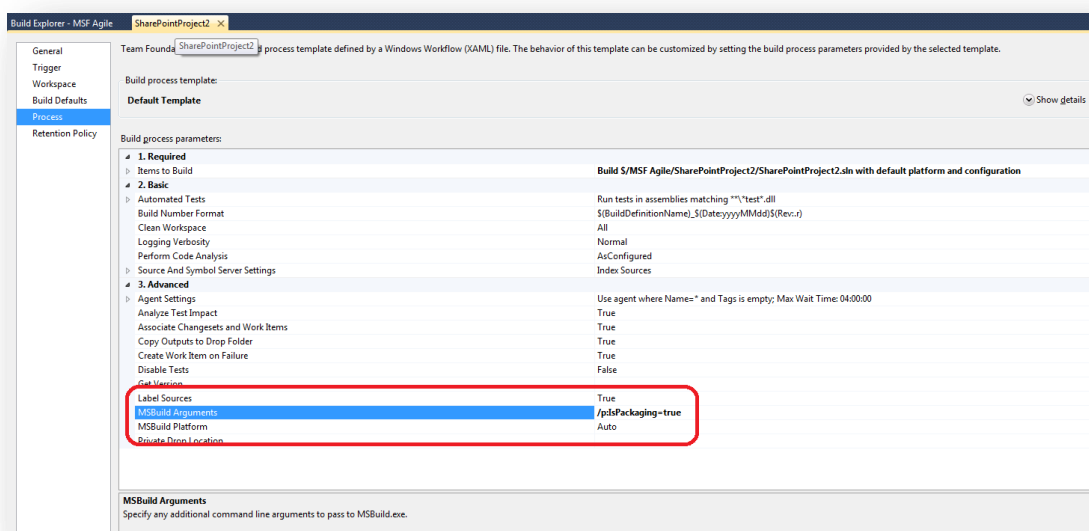 Build Explorer - MSF Agile SharePointProject2 ✕
General
Trigger
Workspace
Build Defaults
Process
Retention Policy
Team Founda SharePointProject2 d process template defined by a Windows Workflow (XAML) file. The behavior of this template can be customized by setting the build process parameters provided by the selected template.
Build process template:
Default Template Show details
Build process parameters:
1. Required
Items to Build Build $/MSF Agile/SharePointProject2/SharePointProject2.sln with default platform and configuration
2. Basic
Automated Tests Run tests in assemblies matching **\*test*.dll
Build Number Format $(BuildDefinitionName)_$(Date:yyyyMMdd)$(Rev:.r)
Clean Workspace All
Logging Verbosity Normal
Perform Code Analysis AsConfigured
Source And Symbol Server Settings Index Sources
3. Advanced
Agent Settings Use agent where Name=* and Tags is empty; Max Wait Time: 04:00:00
Analyze Test Impact True
Associate Changesets and Work Items True
Copy Outputs to Drop Folder True
Create Work Item on Failure True
Disable Tests False
Get Version
Label Sources True
MSBuild Arguments /p:IsPackaging=true
MSBuild Platform Auto
Private Drop Location
MSBuild Arguments
Specify any additional command line arguments to pass to MSBuild.exe.